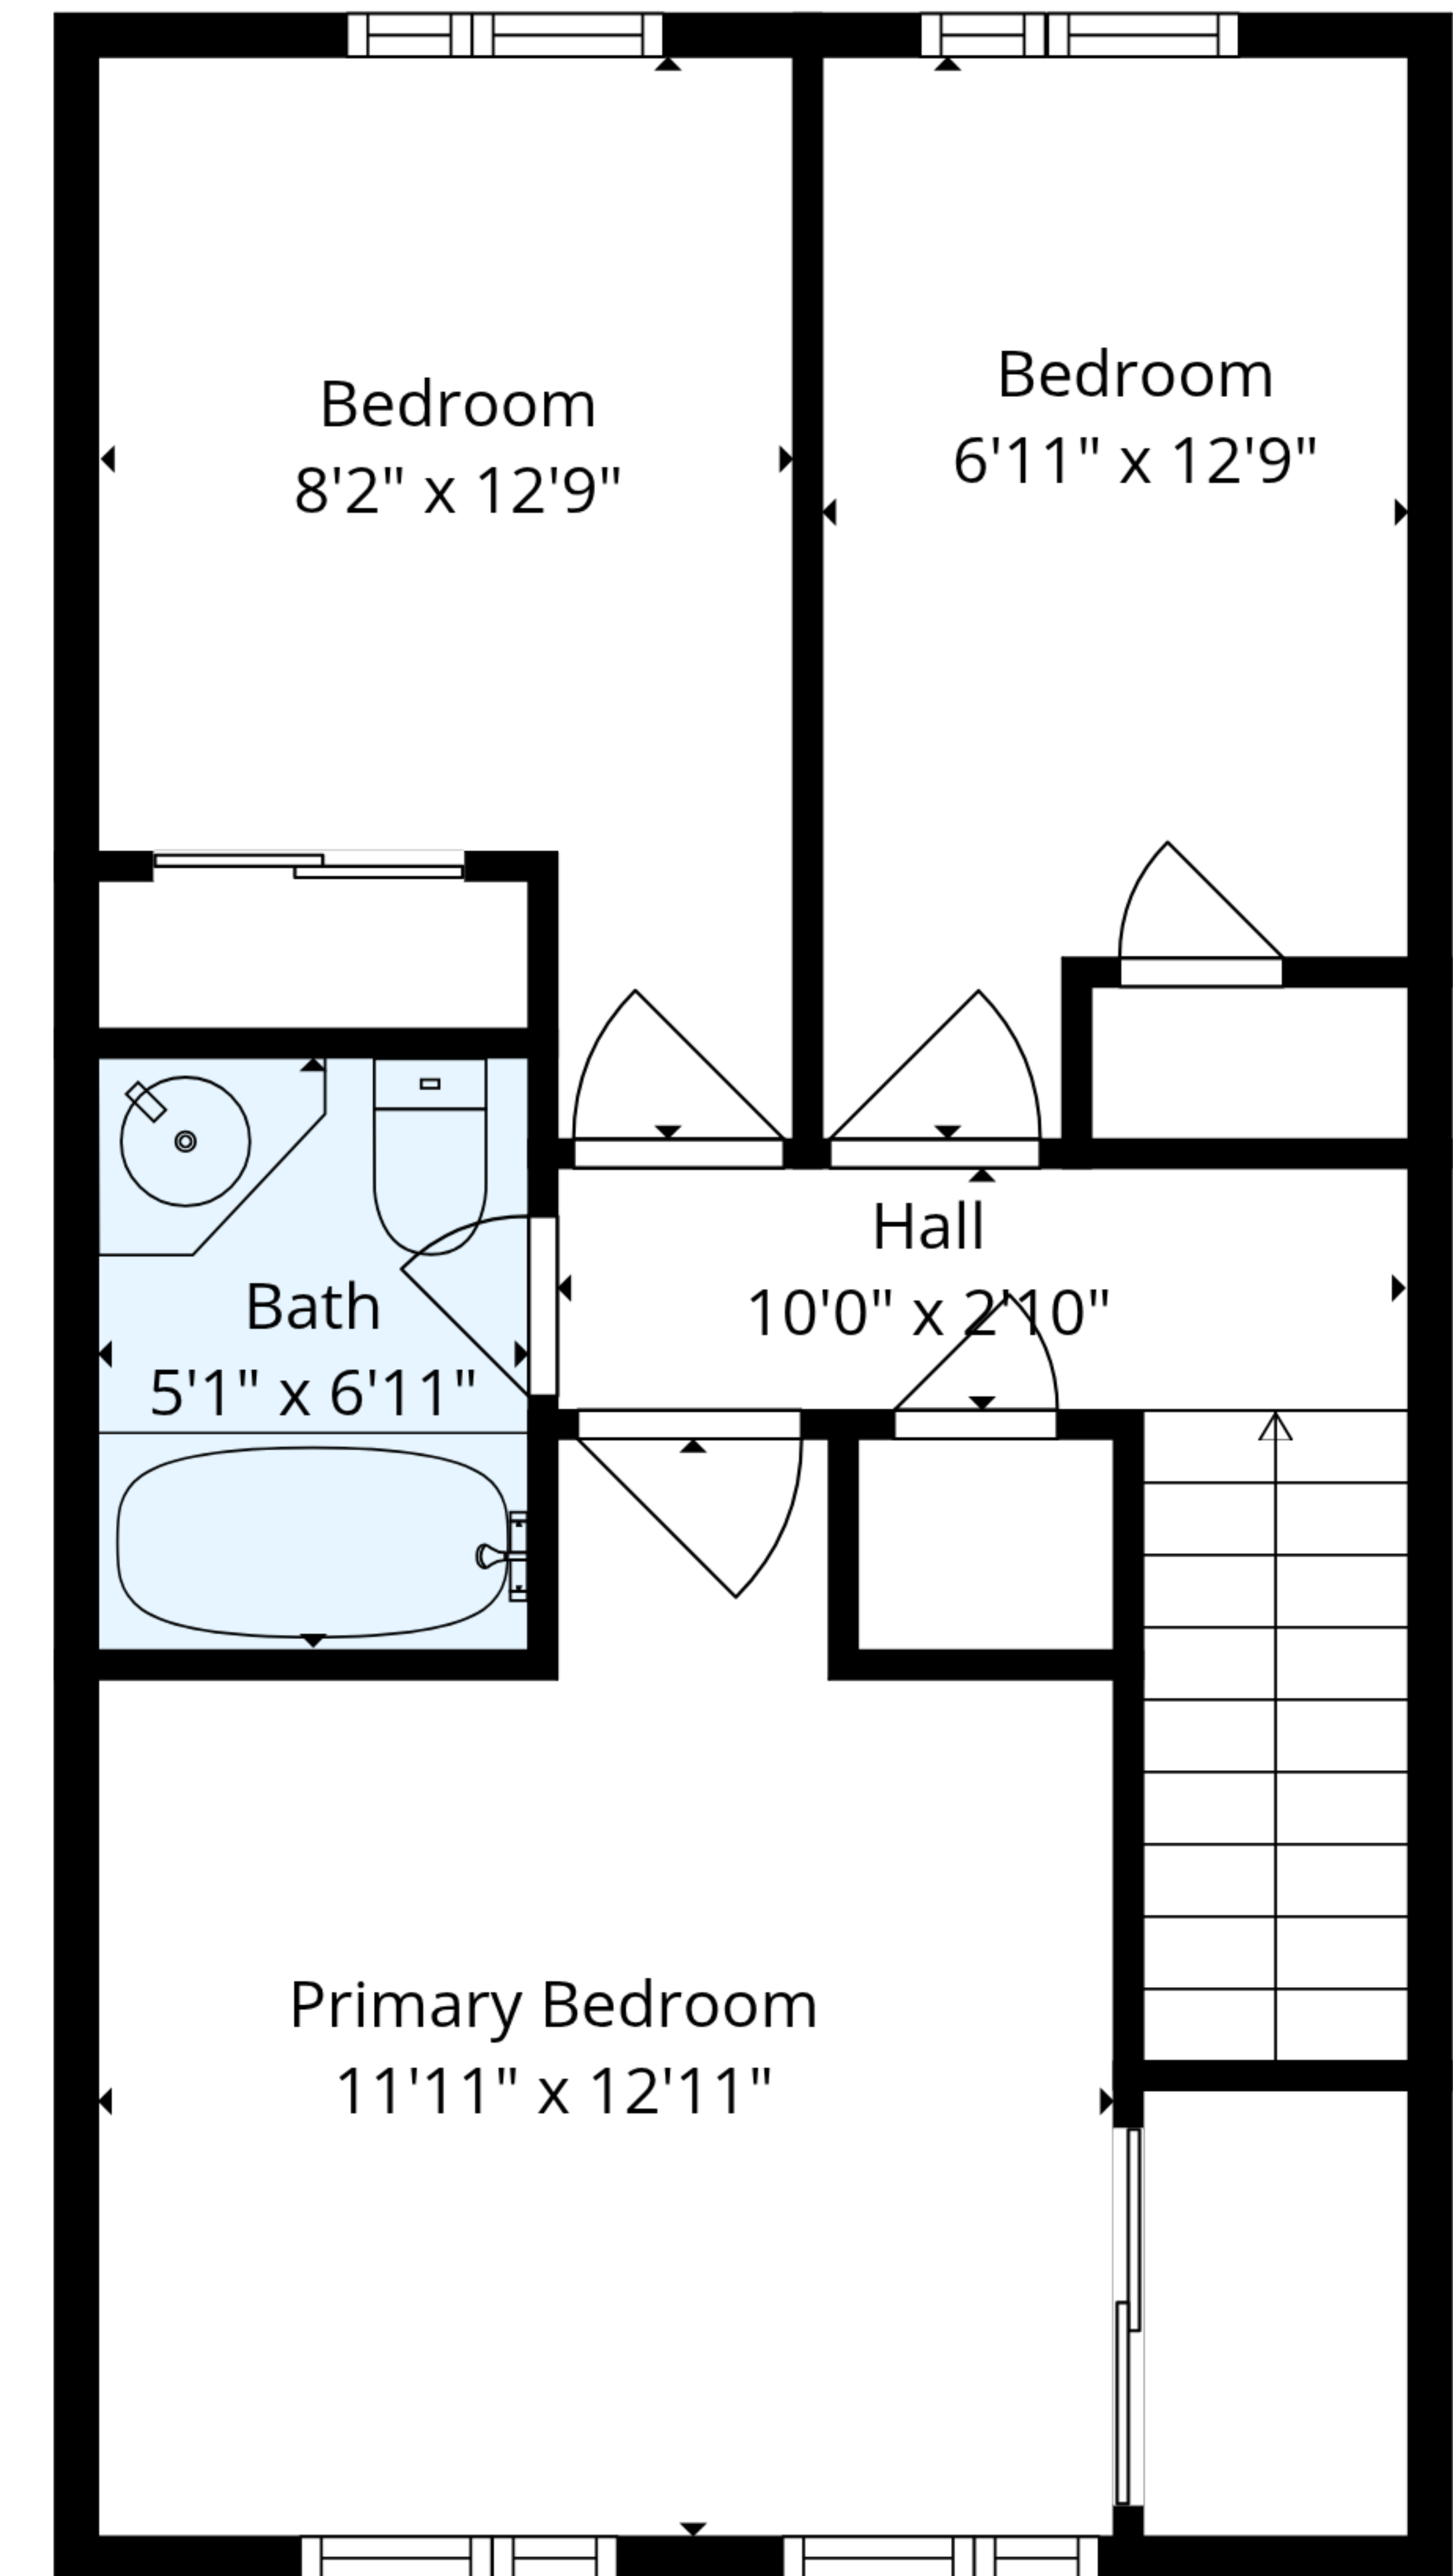 Bedroom
8'2" x 12'9"
Bedroom
6'11" x 12'9"
Hall
10'0" x 2'10"
Bath
5'1" x 6'11"
Primary Bedroom
11'11" x 12'11"